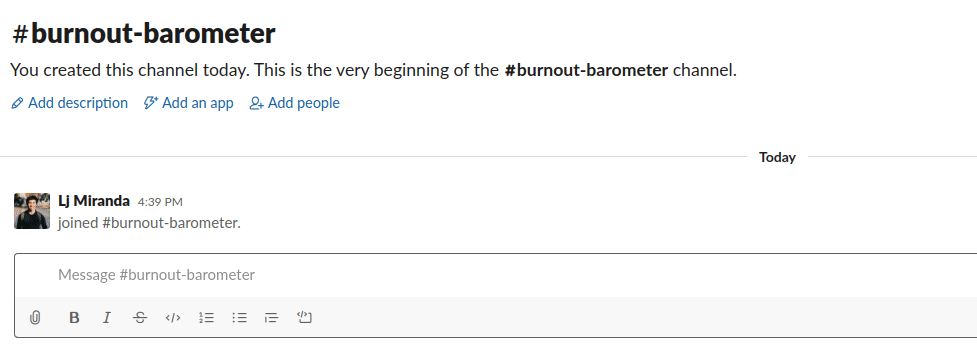 #burnout-barometer
You created this channel today. This is the very beginning of the #burnout-barometer channel.
Add description Add an app Add people
Today
Lj Miranda 4:39 PM
joined #burnout-barometer.
Message #burnout-barometer
B I S </>